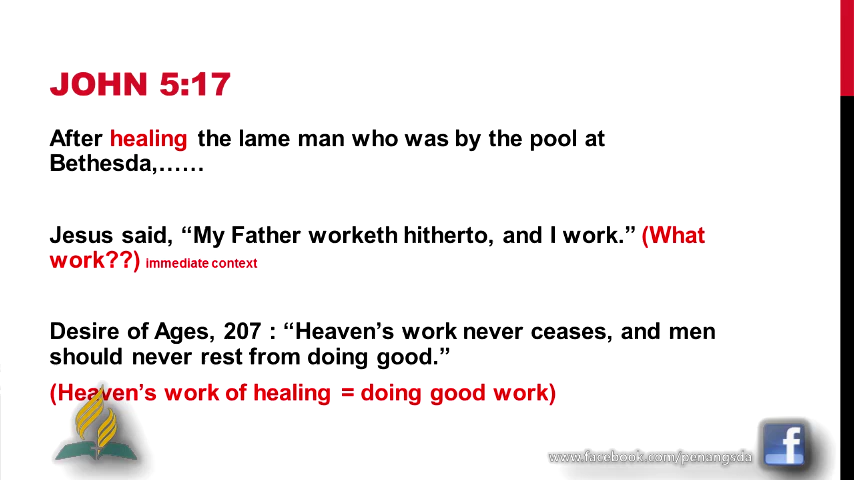 JOHN 5:17
After healing the lame man who was by the pool at
Bethesda,……
Jesus said, “My Father worketh hitherto, and I work.” (What
work??) immediate context
Desire of Ages, 207 : “Heaven’s work never ceases, and men
should never rest from doing good.”
(Heaven’s work of healing = doing good work)
www.facebook.com/penangsda
f